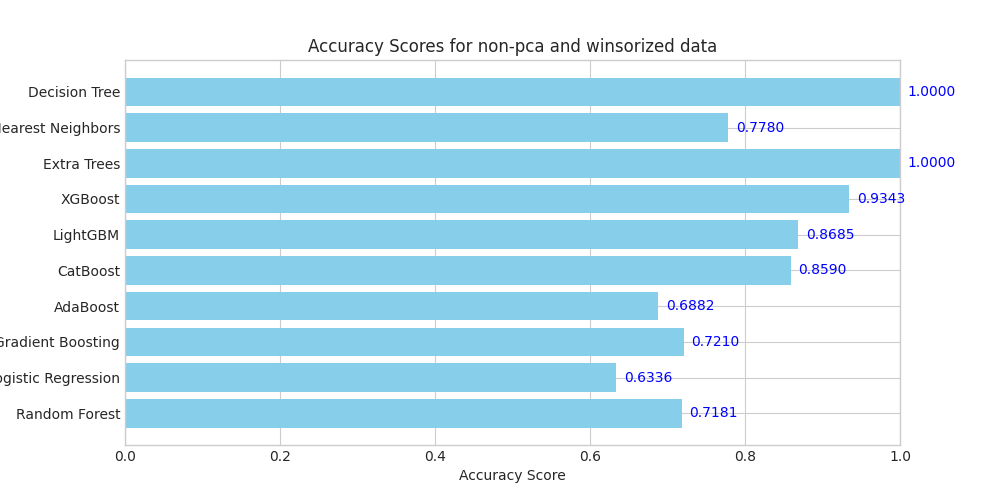 Accuracy Scores for non-pca and winsorized data
Decision Tree 1.0000
Nearest Neighbors 0.7780
Extra Trees 1.0000
XGBoost 0.9343
LightGBM 0.8685
CatBoost 0.8590
AdaBoost 0.6882
Gradient Boosting 0.7210
ogistic Regression 0.6336
Random Forest 0.7181
0.0 0.2 0.4 0.6 0.8 1.0
Accuracy Score